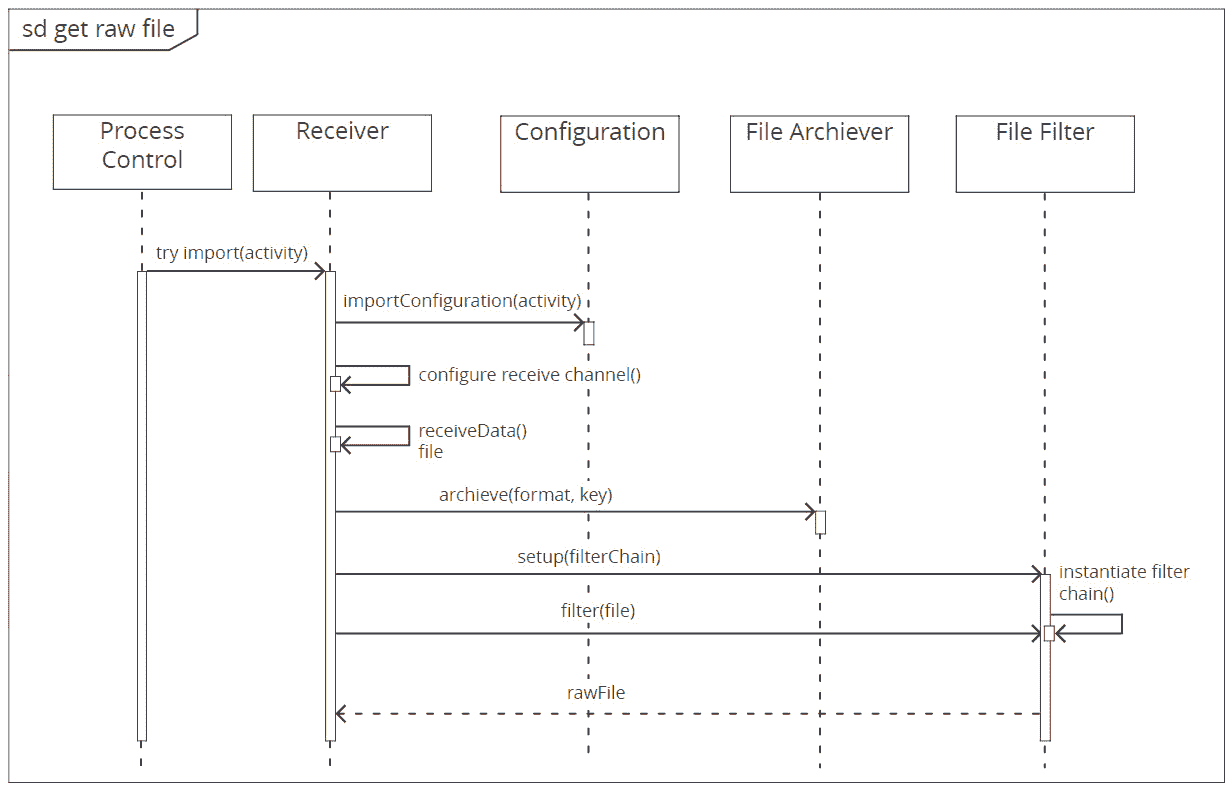 sd get raw file
Process
Control
Receiver
Configuration
File Archiever
File Filter
try import(activity)
importConfiguration(activity)
configure receive channel()
receiveData()
file
archieve(format, key)
setup(filterChain)
instantiate filter
chain()
filter(file)
rawFile